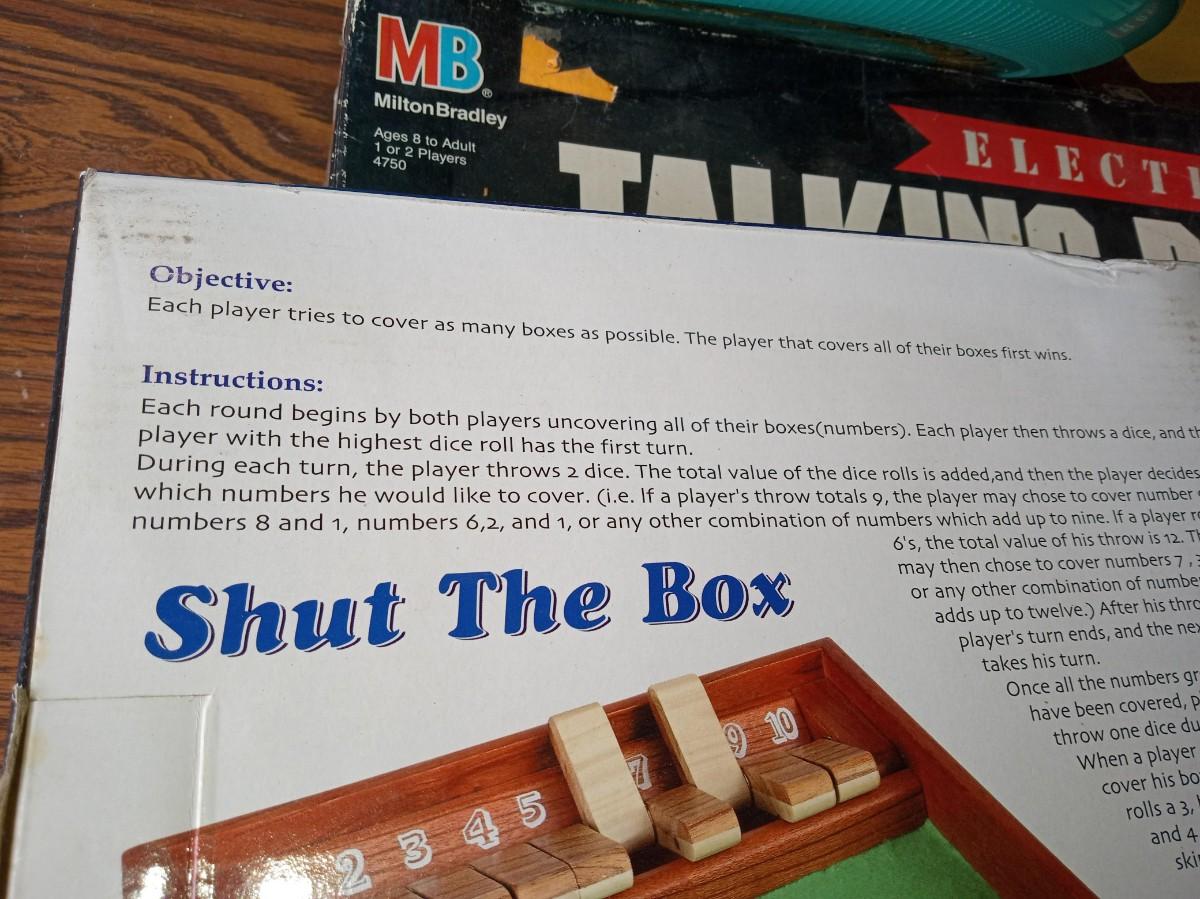 MB
MiltonBradley
Ages 8 to Adult
1 or 2 Players
4750
TALKING
Objective:
Each player tries to cover as many boxes as possible. The player that covers all of their boxes first wins.
Instructions:
Each round begins by both players uncovering all of their boxes(numbers). Each player then throws a dice, and
player with the highest dice roll has the first turn.
During each turn, the player throws 2 dice. The total value of the dice rolls is added,and then the player decides
which numbers he would like to cover. (i.e. If a player's throw totals 9, the player may chose to cover number
numbers 8 and 1, numbers 6,2, and 1, or any other combination of numbers which add up to nine. If a player
6's, the total value of his throw is 12.
may then chose to cover numbers 7 ,
or any other combination of
adds up to twelve.) After his
player's turn ends, and the
takes his turn.
Once all the numbers
have been covered,
throw one dice
When a player
cover his
rolls a 3,
and 4
Shut The Box
2 3 4 5 7 9 10